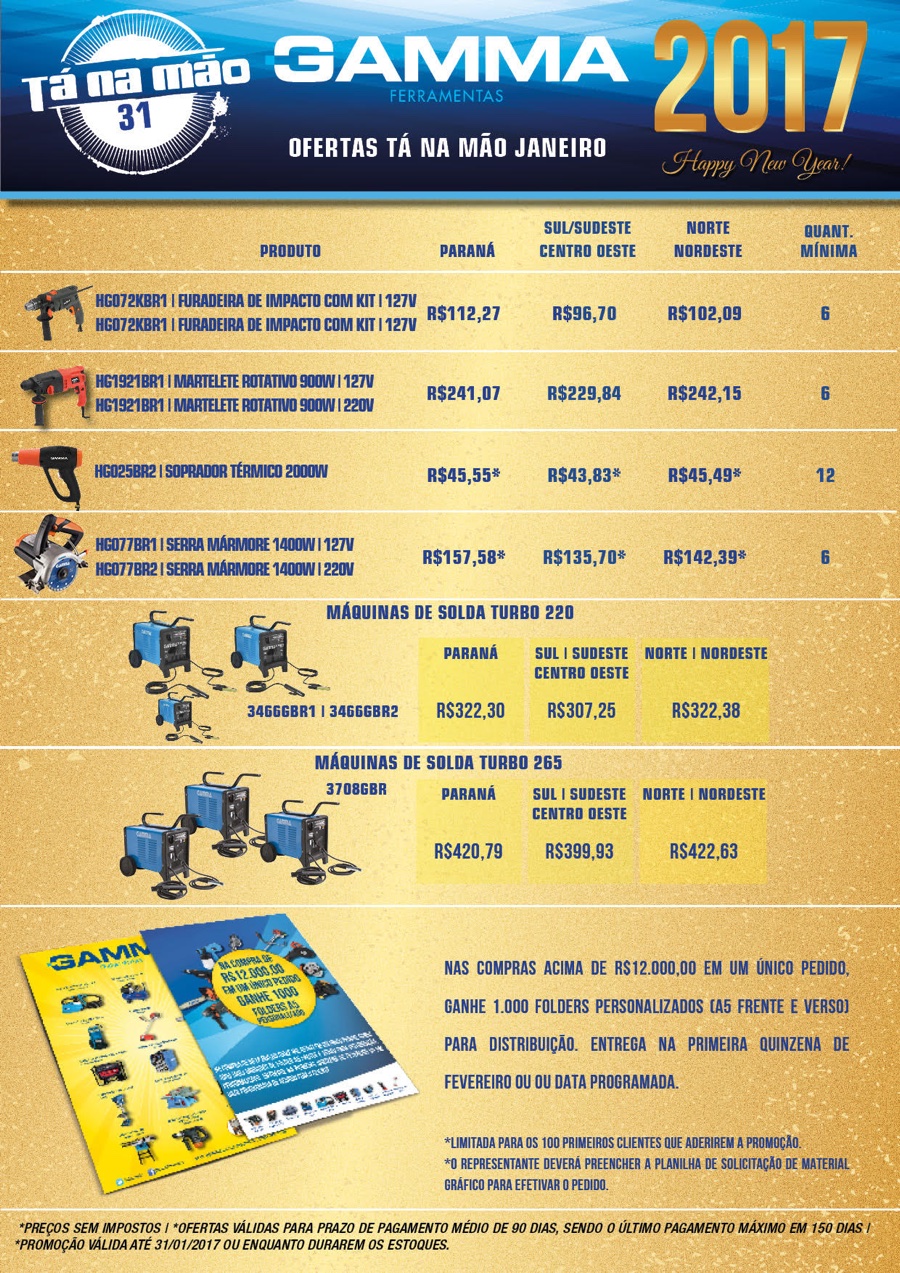 Tá na mão
31
GAMMA
FERRAMENTAS
OFERTAS TÁ NA MÃO JANEIRO
2017
Happy New Year!
PRODUTO
PARANÁ
SUL/SUDESTE
CENTRO OESTE
NORTE
NORDESTE
QUANT.
MÍNIMA
HG072KBR1 | FURADEIRA DE IMPACTO COM KIT | 127V
HG072KBR1 | FURADEIRA DE IMPACTO COM KIT | 127V
R$112,27
R$96,70
R$102,09
6
HG1921BR1 | MARTELETE ROTATIVO 900W | 127V
HG1921BR1 | MARTELETE ROTATIVO 900W | 220V
R$241,07
R$229,84
R$242,15
6
HG025BR2 | SOPRADOR TÉRMICO 2000W
R$45,55*
R$43,83*
R$45,49*
12
HG077BR1 | SERRA MÁRMORE 1400W | 127V
HG077BR2 | SERRA MÁRMORE 1400W | 220V
R$157,58*
R$135,70*
R$142,39*
6
MÁQUINAS DE SOLDA TURBO 220
PARANÁ
SUL | SUDESTE
CENTRO OESTE
NORTE | NORDESTE
3466GBR1 | 3466GBR2
R$322,30
R$307,25
R$322,38
MÁQUINAS DE SOLDA TURBO 265
3708GBR
PARANÁ
SUL | SUDESTE
CENTRO OESTE
NORTE | NORDESTE
R$420,79
R$399,93
R$422,63
GAMM
NA COMPRA DE
R$12.000,00
EM UM ÚNICO PEDIDO
GANHE 1000
FOLDERS A5
PERSONALIZADO
NAS COMPRAS ACIMA DE R$12.000,00 EM UM ÚNICO PEDIDO,
GANHE 1.000 FOLDERS PERSONALIZADOS (A5 FRENTE E VERSO)
PARA DISTRIBUIÇÃO. ENTREGA NA PRIMEIRA QUINZENA DE
FEVEREIRO OU OU DATA PROGRAMADA.
*LIMITADA PARA OS 100 PRIMEIROS CLIENTES QUE ADERIREM A PROMOÇÃO.
*O REPRESENTANTE DEVERÁ PREENCHER A PLANILHA DE SOLICITAÇÃO DE MATERIAL
GRÁFICO PARA EFETIVAR O PEDIDO.
*PREÇOS SEM IMPOSTOS | *OFERTAS VÁLIDAS PARA PRAZO DE PAGAMENTO MÉDIO DE 90 DIAS, SENDO O ÚLTIMO PAGAMENTO MÁXIMO EM 150 DIAS |
*PROMOÇÃO VÁLIDA ATÉ 31/01/2017 OU ENQUANTO DURAREM OS ESTOQUES.